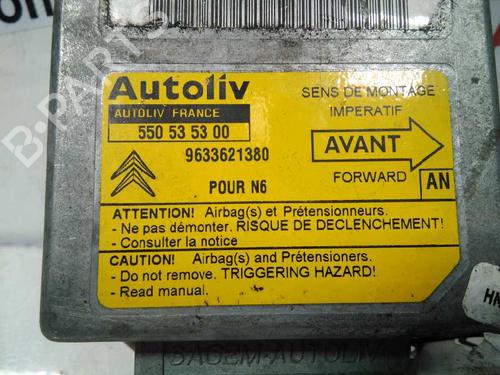 B-PARTS
Autoliv
AUTOLIV FRANCE
550 53 53 00
9633621380
POUR N6
SENS DE MONTAGE
IMPERATIF
AVANT
FORWARD
AN
ATTENTION! Airbag(s) et Prétensionneurs.
- Ne pas démonter. RISQUE DE DECLENCHEMENT!
- Consulter la notice
CAUTION! Airbag(s) and Prétensioners.
- Do not remove. TRIGGERING HAZARD!
- Read manual.
SAGEM-AUTOLIV